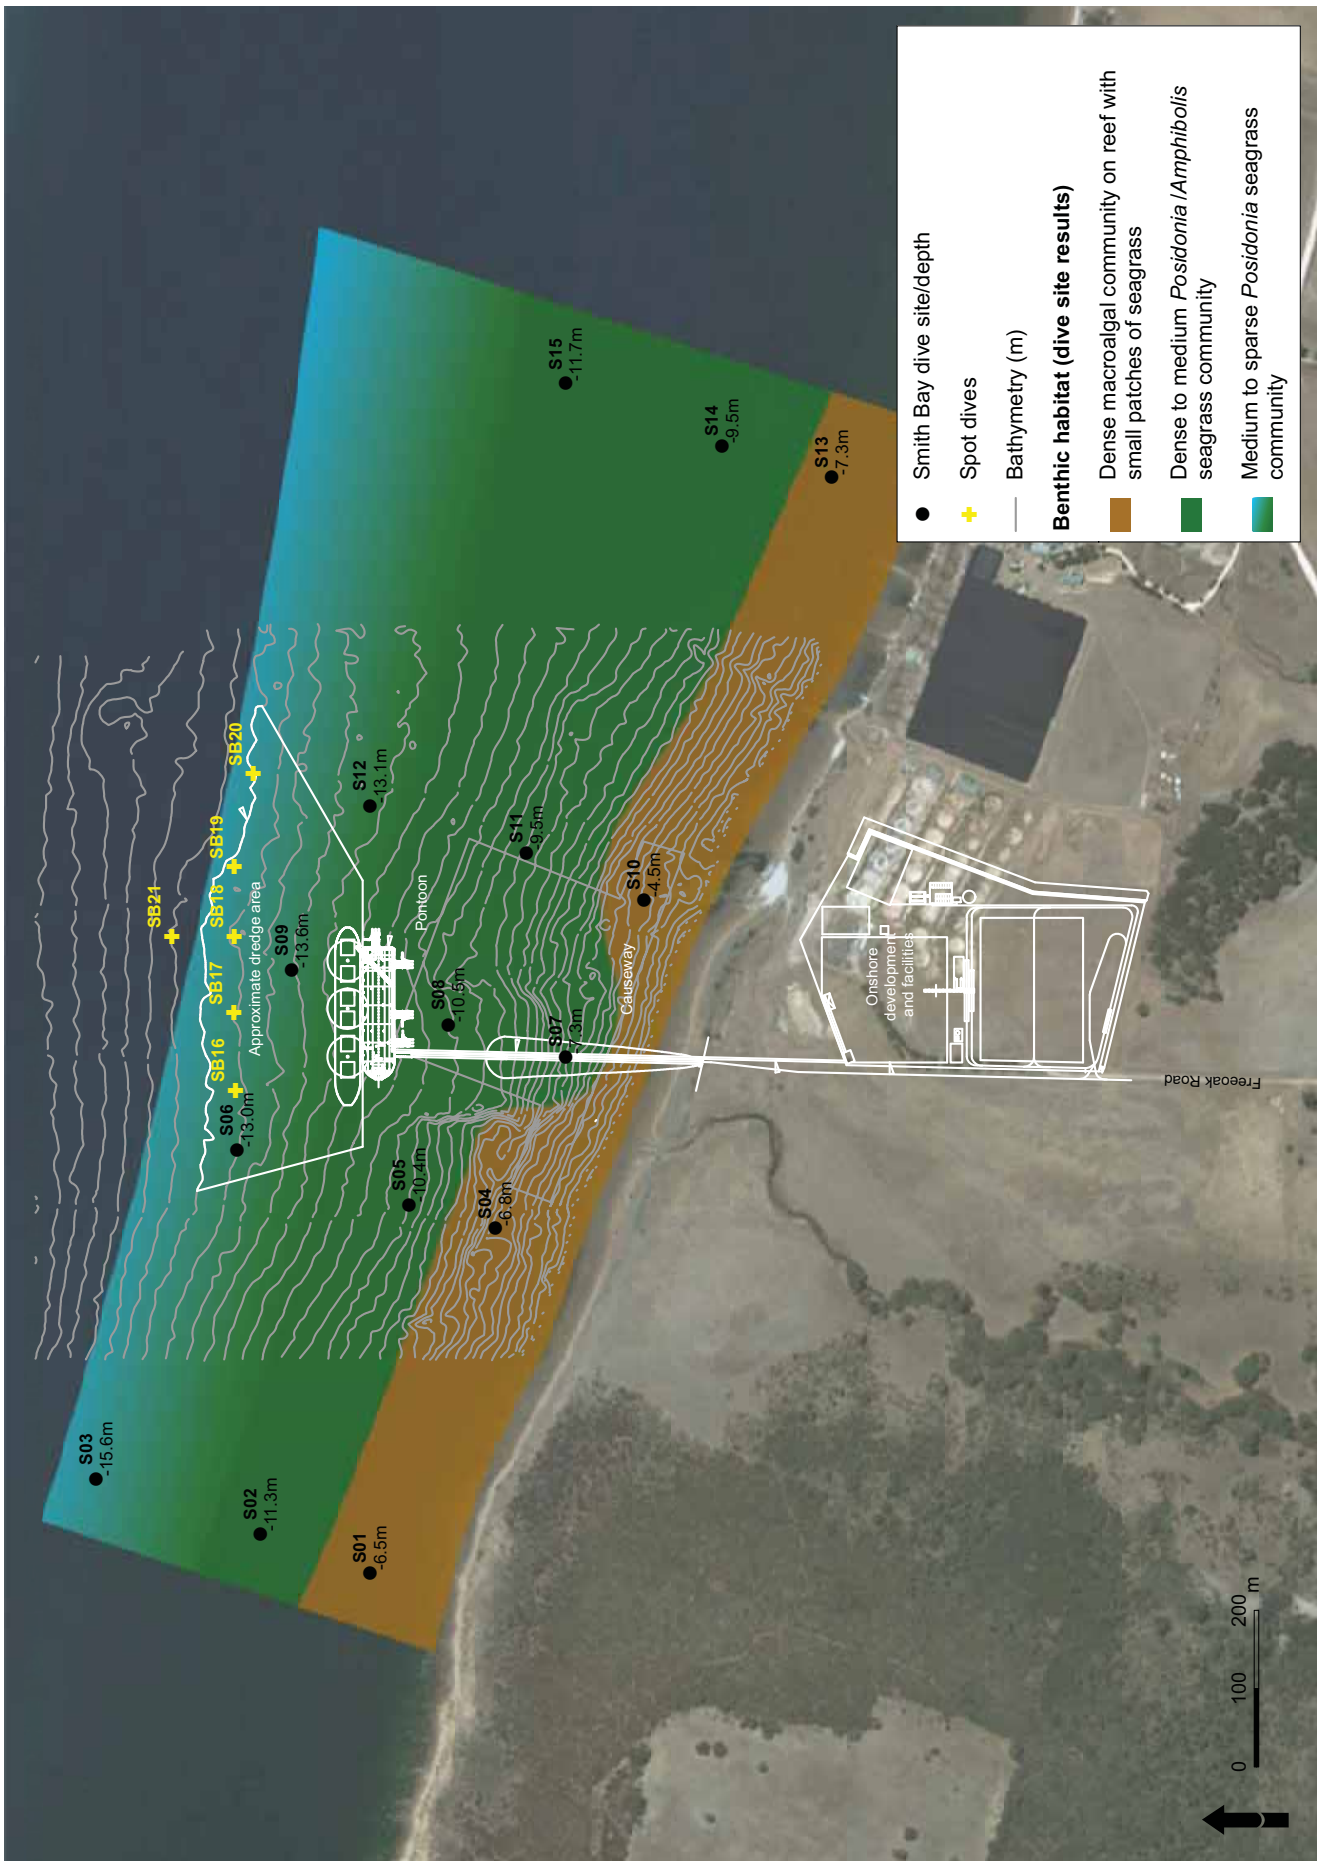 S03
-15.6m
S02
-11.3m
S01
-6.5m
SB21
SB16
SB17
SB18
SB19
SB20
S06
-13.0m
Approximate dredge area
S09
-13.6m
S12
-13.1m
S05
-10.4m
Pontoon
S08
-10.5m
S04
-6.8m
S07
-7.3m
S11
-9.5m
Causeway
S10
-4.5m
S15
-11.7m
S14
-9.5m
S13
-7.3m
Onshore
development
and facilities
Freeoak Road
0 100 200 m
Smith Bay dive site/depth
Spot dives
Bathymetry (m)
Benthic habitat (dive site results)
Dense macroalgal community on reef with
small patches of seagrass
Dense to medium Posidonia /Amphibolis
seagrass community
Medium to sparse Posidonia seagrass
community